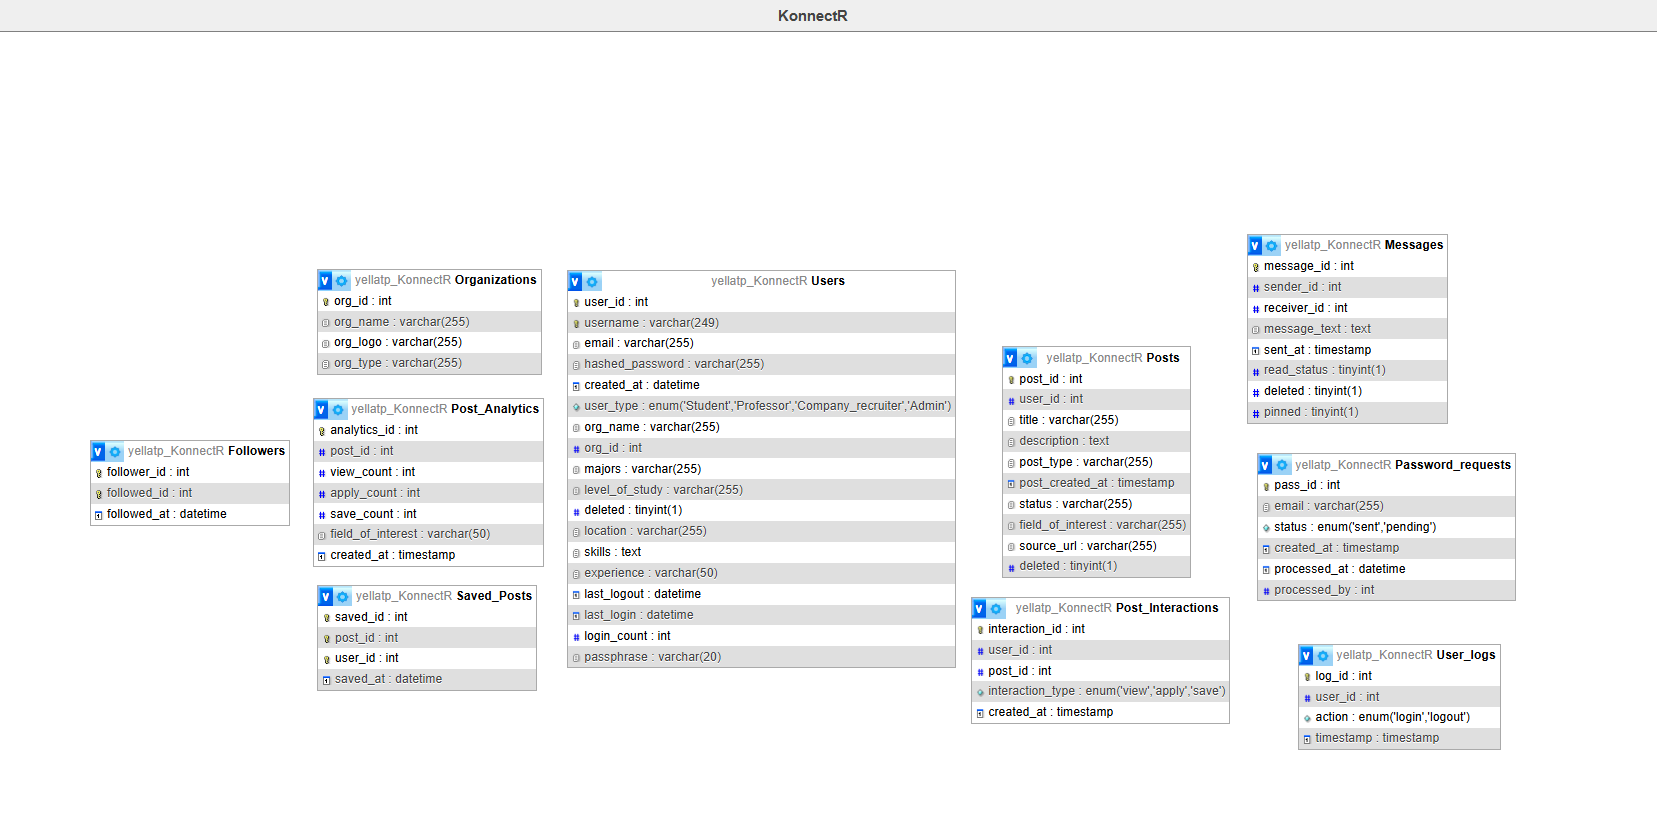 KonnectR
yellatp_KonnectR Followers
follower_id : int
followed_id : int
followed_at : datetime
yellatp_KonnectR Organizations
org_id : int
org_name : varchar(255)
org_logo : varchar(255)
org_type : varchar(255)
yellatp_KonnectR Post_Analytics
analytics_id : int
post_id : int
view_count : int
apply_count : int
save_count : int
field_of_interest : varchar(50)
created_at : timestamp
yellatp_KonnectR Saved_Posts
saved_id : int
post_id : int
user_id : int
saved_at : datetime
yellatp_KonnectR Users
user_id : int
username : varchar(249)
email : varchar(255)
hashed_password : varchar(255)
created_at : datetime
user_type : enum('Student','Professor','Company_recruiter','Admin')
org_name : varchar(255)
org_id : int
majors : varchar(255)
level_of_study : varchar(255)
deleted : tinyint(1)
location : varchar(255)
skills : text
experience : varchar(50)
last_logout : datetime
last_login : datetime
login_count : int
passphrase : varchar(20)
yellatp_KonnectR Posts
post_id : int
user_id : int
title : varchar(255)
description : text
post_type : varchar(255)
post_created_at : timestamp
status : varchar(255)
field_of_interest : varchar(255)
source_url : varchar(255)
deleted : tinyint(1)
yellatp_KonnectR Post_Interactions
interaction_id : int
user_id : int
post_id : int
interaction_type : enum('view','apply','save')
created_at : timestamp
yellatp_KonnectR Messages
message_id : int
sender_id : int
receiver_id : int
message_text : text
sent_at : timestamp
read_status : tinyint(1)
deleted : tinyint(1)
pinned : tinyint(1)
yellatp_KonnectR Password_requests
pass_id : int
email : varchar(255)
status : enum('sent','pending')
created_at : timestamp
processed_at : datetime
processed_by : int
yellatp_KonnectR User_logs
log_id : int
user_id : int
action : enum('login','logout')
timestamp : timestamp